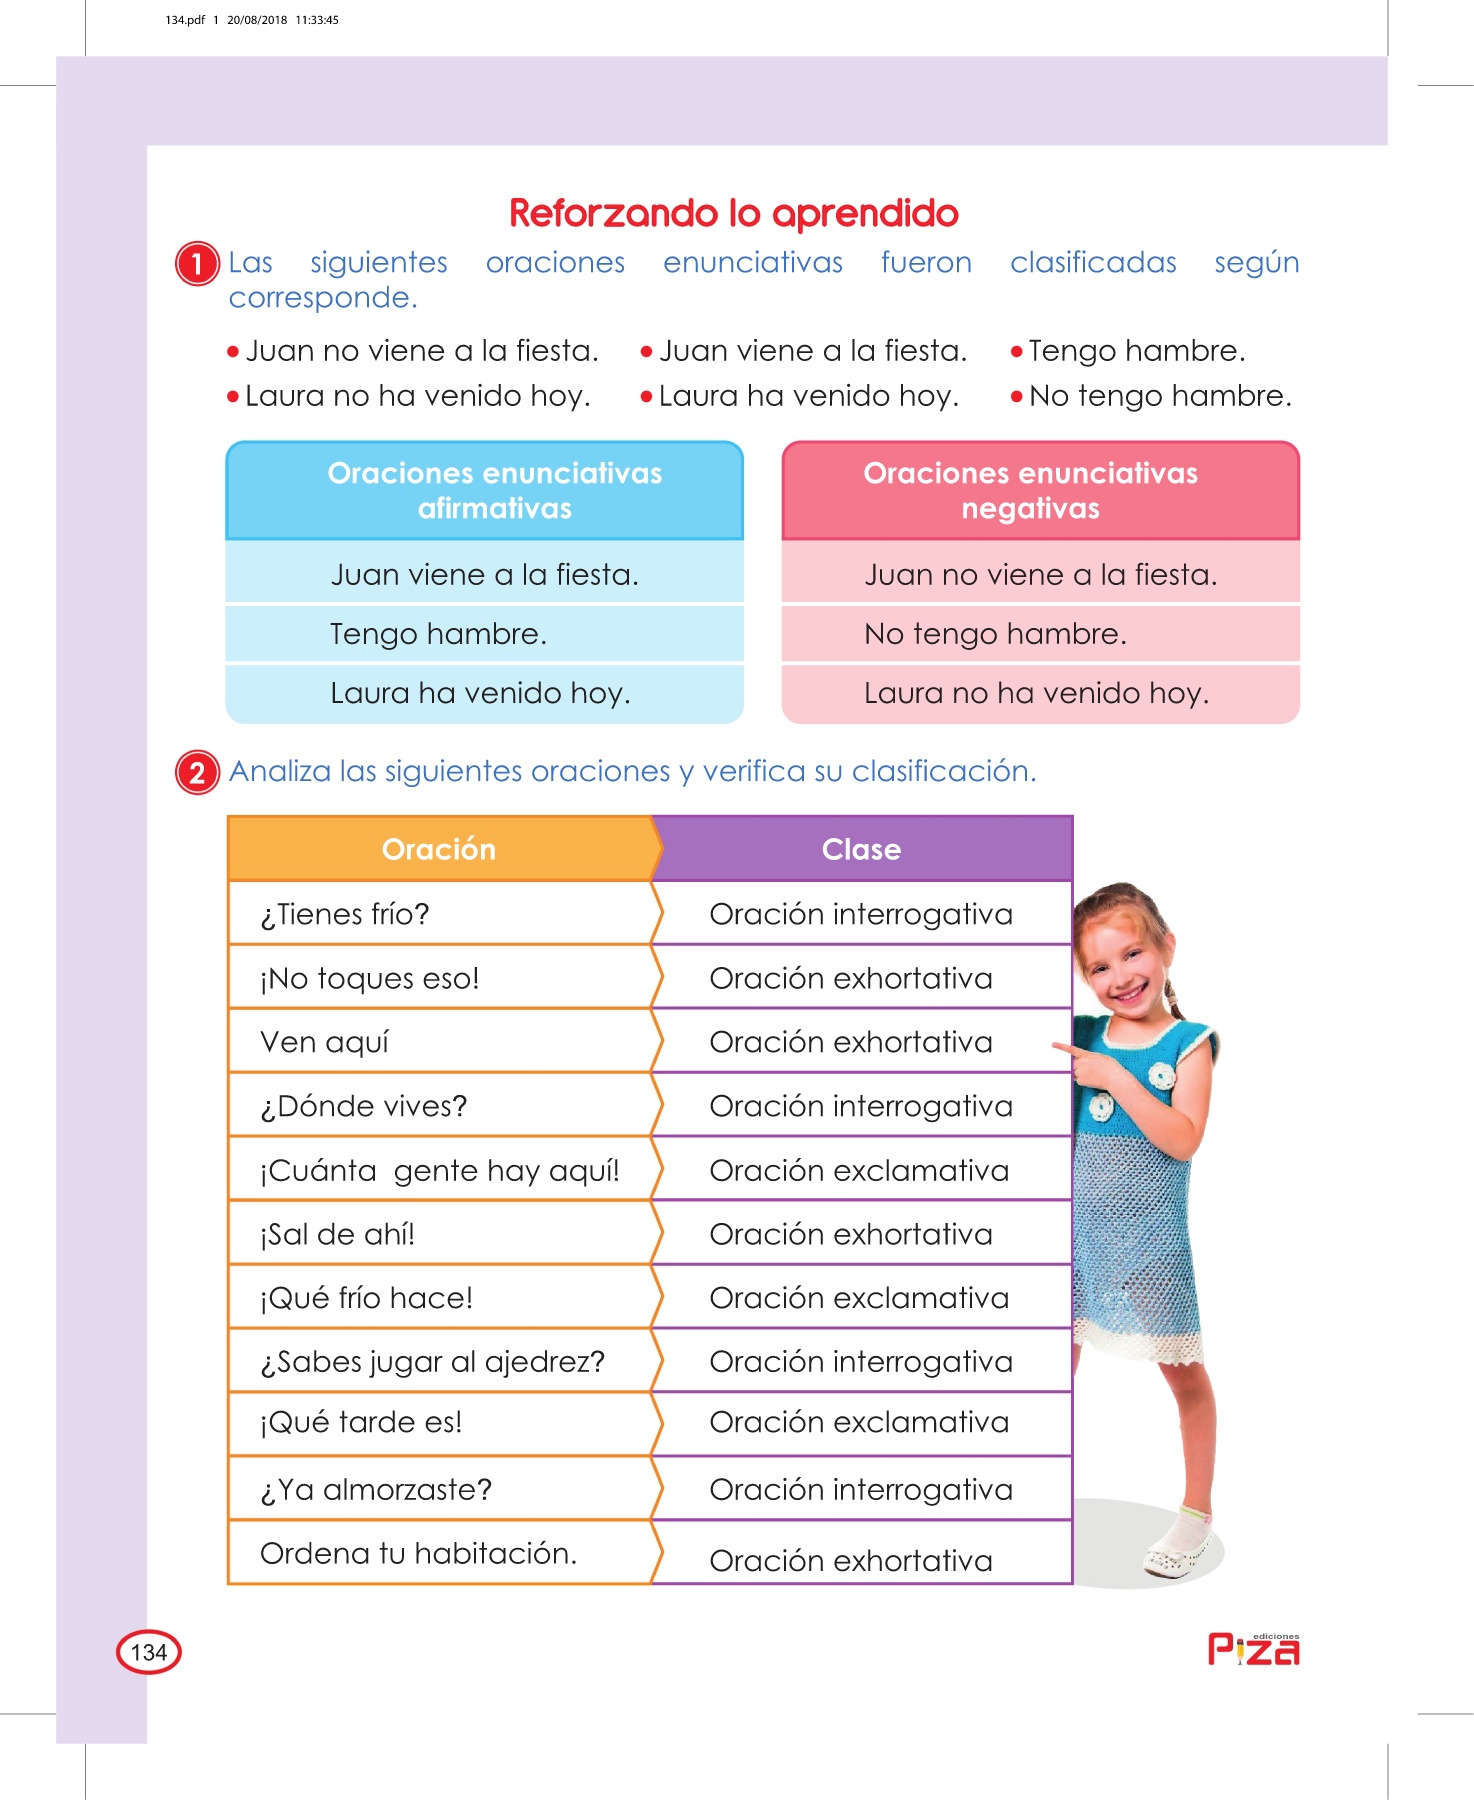 134.pdf 1 20/08/2018 11:33:45
Reforzando lo aprendido
1 Las siguientes oraciones enunciativas fueron clasificadas según
corresponde.
• Juan no viene a la fiesta. • Juan viene a la fiesta. • Tengo hambre.
• Laura no ha venido hoy. • Laura ha venido hoy. • No tengo hambre.
Oraciones enunciativas
afirmativas
Juan viene a la fiesta.
Tengo hambre.
Laura ha venido hoy.
Oraciones enunciativas
negativas
Juan no viene a la fiesta.
No tengo hambre.
Laura no ha venido hoy.
2 Analiza las siguientes oraciones y verifica su clasificación.
Oración Clase
¿Tienes frío? Oración interrogativa
¡No toques eso! Oración exhortativa
Ven aquí Oración exhortativa
¿Dónde vives? Oración interrogativa
¡Cuánta gente hay aquí! Oración exclamativa
¡Sal de ahí! Oración exhortativa
¡Qué frío hace! Oración exclamativa
¿Sabes jugar al ajedrez? Oración interrogativa
¡Qué tarde es! Oración exclamativa
¿Ya almorzaste? Oración interrogativa
Ordena tu habitación. Oración exhortativa
134
ediciones
Piza